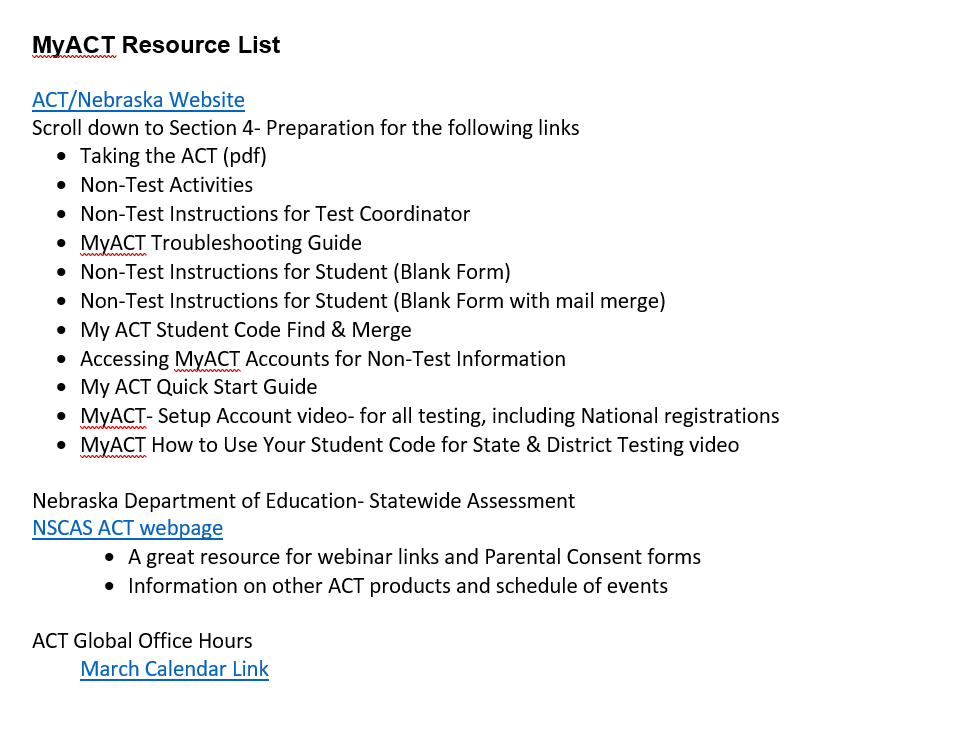 MyACT Resource List
ACT/Nebraska Website
Scroll down to Section 4- Preparation for the following links
• Taking the ACT (pdf)
• Non-Test Activities
• Non-Test Instructions for Test Coordinator
• MyACT Troubleshooting Guide
• Non-Test Instructions for Student (Blank Form)
• Non-Test Instructions for Student (Blank Form with mail merge)
• My ACT Student Code Find & Merge
• Accessing MyACT Accounts for Non-Test Information
• My ACT Quick Start Guide
• MyACT- Setup Account video- for all testing, including National registrations
• MyACT How to Use Your Student Code for State & District Testing video
Nebraska Department of Education- Statewide Assessment
NSCAS ACT webpage
• A great resource for webinar links and Parental Consent forms
• Information on other ACT products and schedule of events
ACT Global Office Hours
March Calendar Link